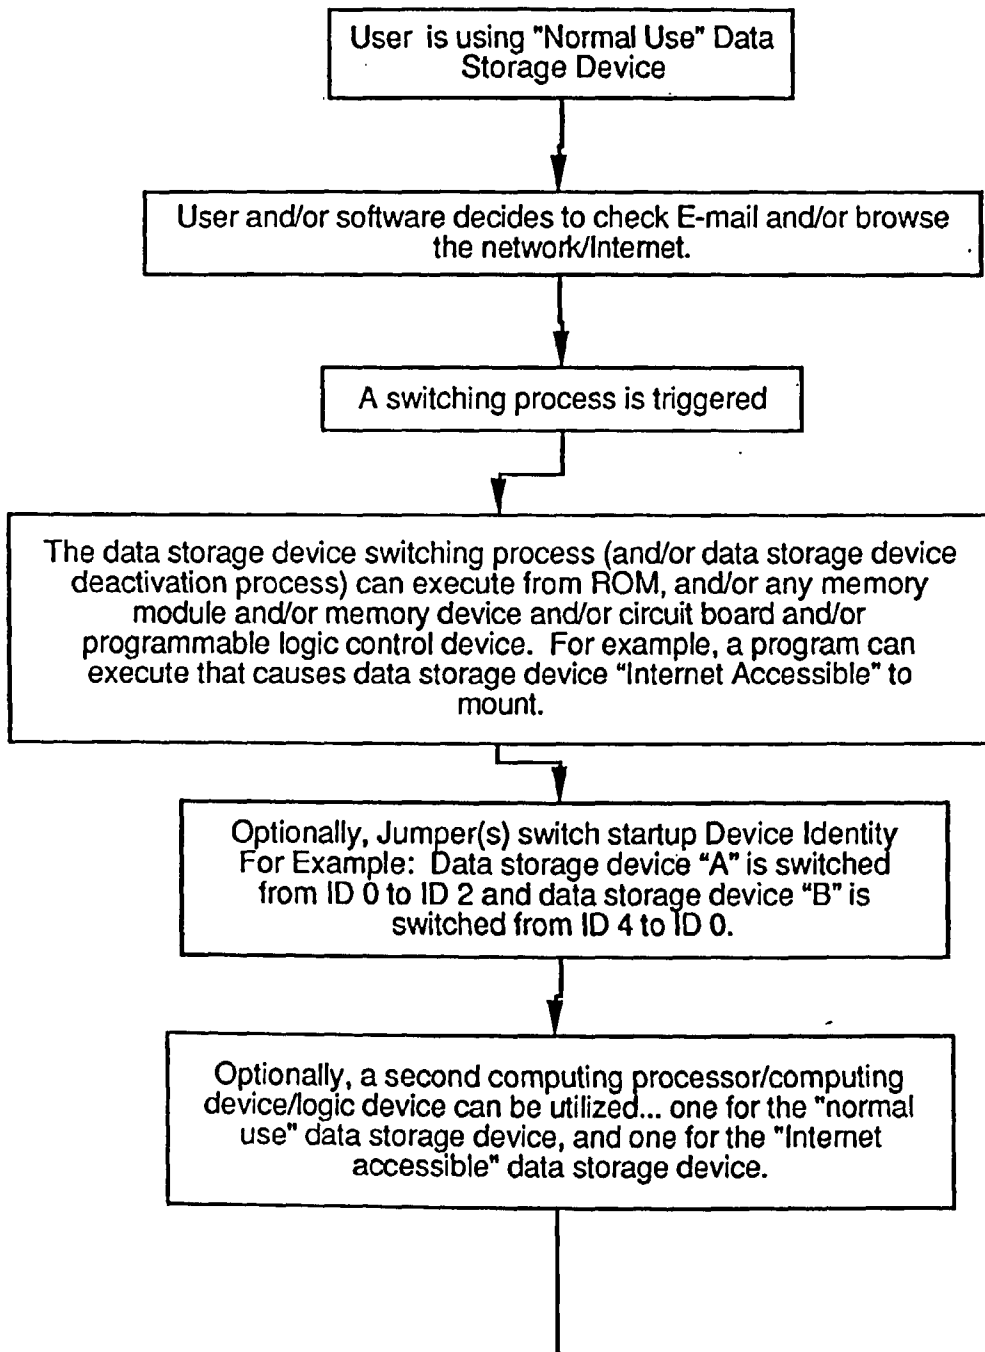 User is using "Normal Use" Data
Storage Device
User and/or software decides to check E-mail and/or browse
the network/Internet.
A switching process is triggered
The data storage device switching process (and/or data storage device
deactivation process) can execute from ROM, and/or any memory
module and/or memory device and/or circuit board and/or
programmable logic control device. For example, a program can
execute that causes data storage device “Internet Accessible” to
mount.
Optionally, Jumper(s) switch startup Device Identity
For Example: Data storage device “A” is switched
from ID 0 to ID 2 and data storage device “B” is
switched from ID 4 to ID 0.
Optionally, a second computing processor/computing
device/logic device can be utilized... one for the "normal
use" data storage device, and one for the "Internet
accessible" data storage device.